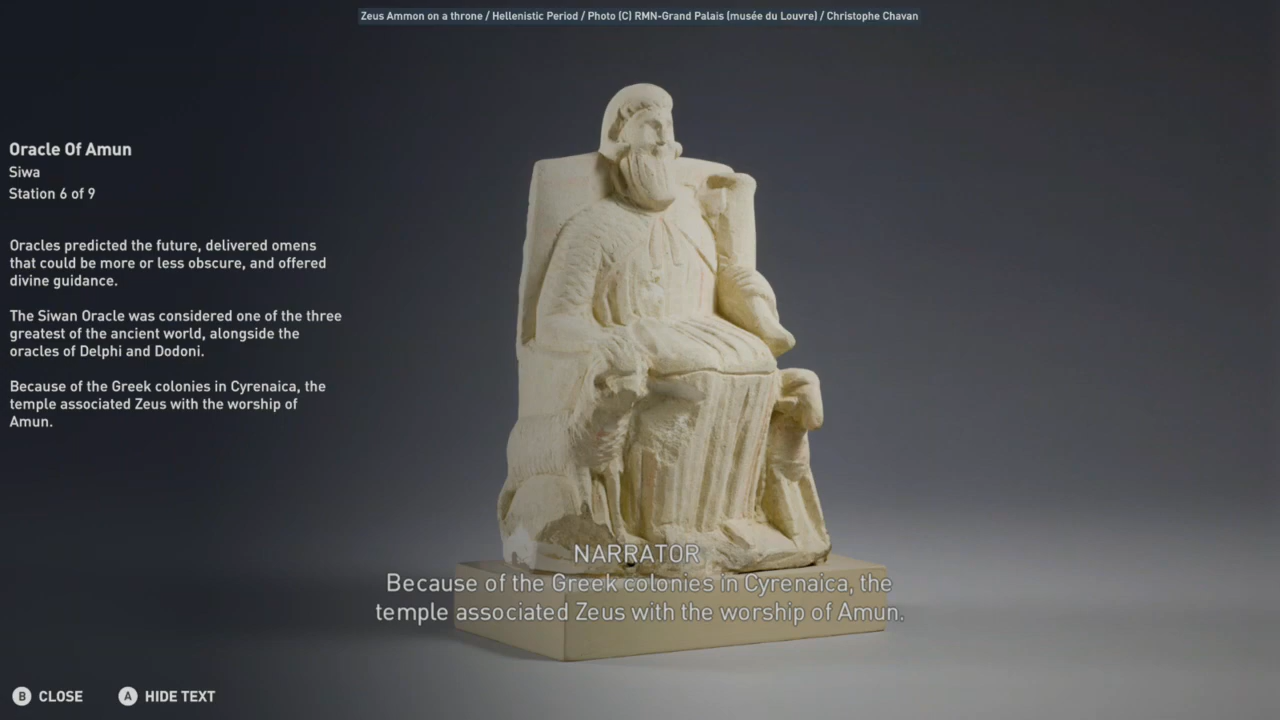 Zeus Ammon on a throne / Hellenistic Period / Photo (C) RMN-Grand Palais (musée du Louvre) / Christophe Chavan
Oracle Of Amun
Siwa
Station 6 of 9
Oracles predicted the future, delivered omens
that could be more or less obscure, and offered
divine guidance.
The Siwan Oracle was considered one of the three
greatest of the ancient world, alongside the
oracles of Delphi and Dodoni.
Because of the Greek colonies in Cyrenaica, the
temple associated Zeus with the worship of
Amun.
NARRATOR
Because of the Greek colonies in Cyrenaica, the
temple associated Zeus with the worship of Amun.
B CLOSE A HIDE TEXT